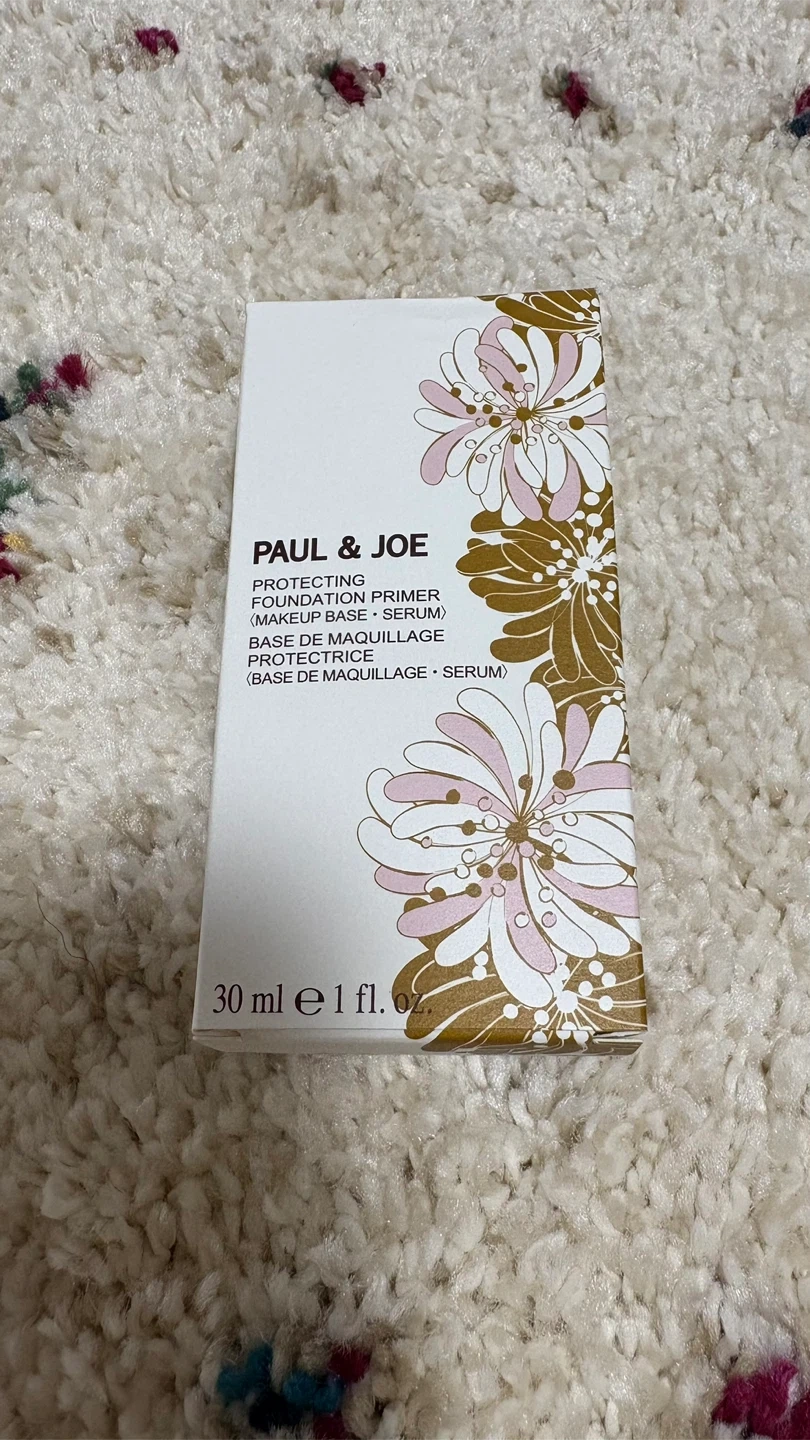 PAUL & JOE
PROTECTING
FOUNDATION PRIMER
〈MAKEUP BASE・SERUM〉
BASE DE MAQUILLAGE
PROTECTRICE
〈BASE DE MAQUILLAGE・SERUM〉
30 ml ℮ 1 fl. oz.